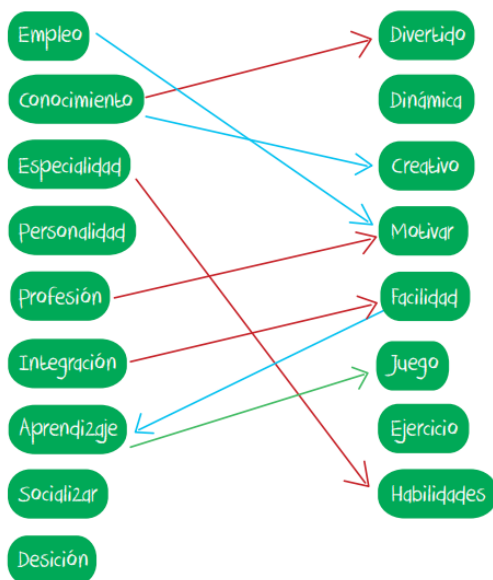 Empleo
Conocimiento
Especialidad
Personalidad
Profesión
Integración
Aprendizaje
Socializar
Desición
Divertido
Dinámica
Creativo
Motivar
Facilidad
Juego
Ejercicio
Habilidades